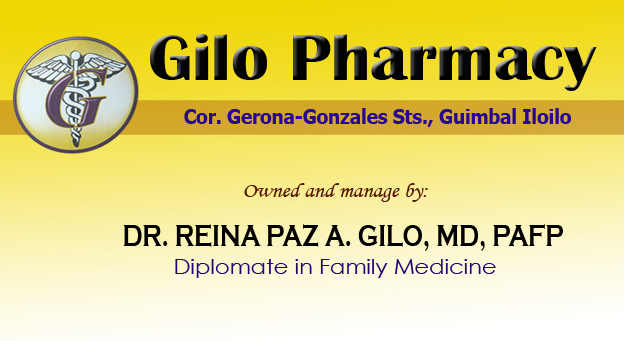 Gilo Pharmacy
Cor. Gerona-Gonzales Sts., Guimbal Iloilo
G
Owned and manage by:
DR. REINA PAZ A. GILO, MD, PAFP
Diplomate in Family Medicine